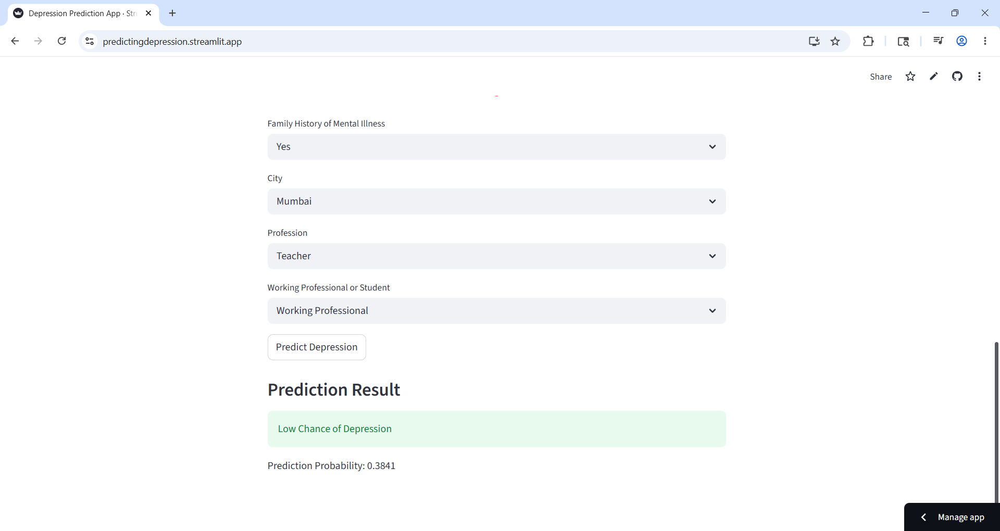 Depression Prediction App · Str
predictingdepression.streamlit.app
Share
Family History of Mental Illness
Yes
City
Mumbai
Profession
Teacher
Working Professional or Student
Working Professional
Predict Depression
Prediction Result
Low Chance of Depression
Prediction Probability: 0.3841
Manage app